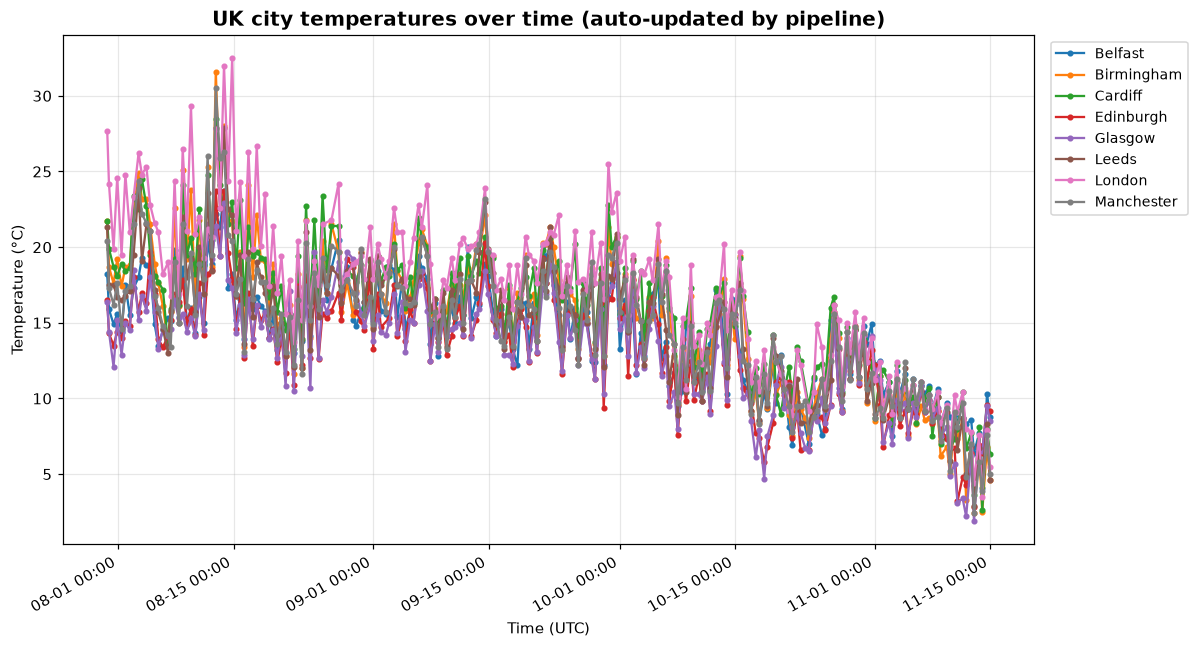 UK city temperatures over time (auto-updated by pipeline)
Temperature (°C)
30
25
20
15
10
5
08-01 00:00
08-15 00:00
09-01 00:00
09-15 00:00
10-01 00:00
10-15 00:00
11-01 00:00
11-15 00:00
Time (UTC)
Belfast
Birmingham
Cardiff
Edinburgh
Glasgow
Leeds
London
Manchester